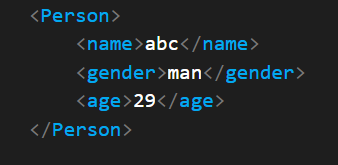 <Person>
    <name>abc</name>
    <gender>man</gender>
    <age>29</age>
</Person>